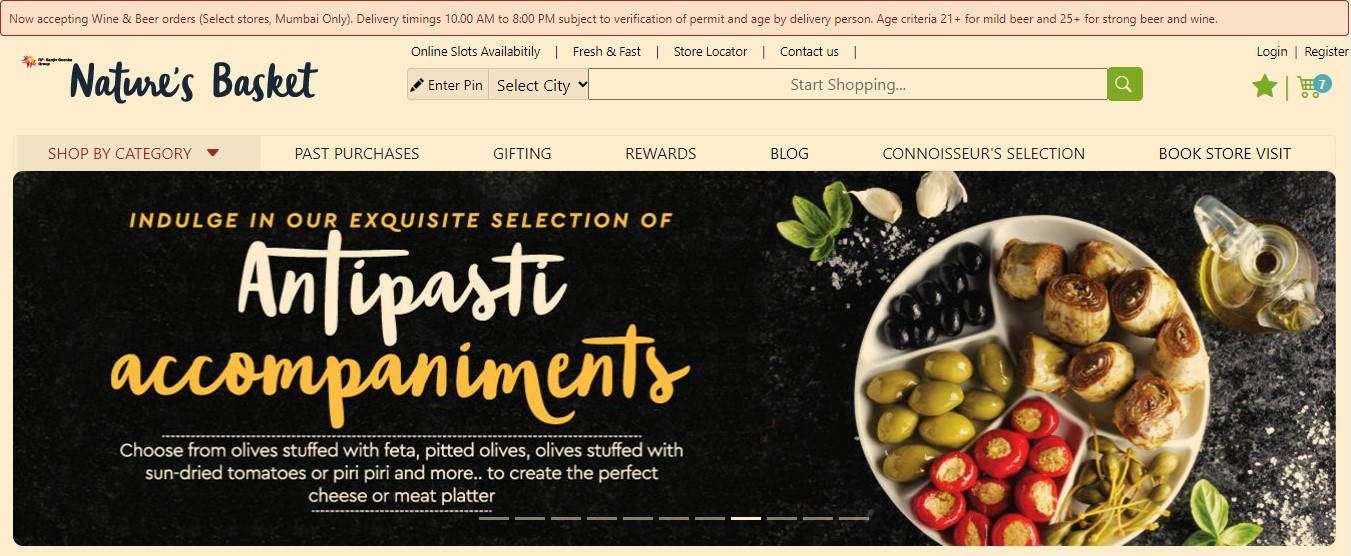 Now accepting Wine & Beer orders (Select stores, Mumbai Only). Delivery timings 10.00 AM to 8:00 PM subject to verification of permit and age by delivery person. Age criteria 21+ for mild beer and 25+ for strong beer and wine.
Online Slots Availabitily | Fresh & Fast | Store Locator | Contact us |
Login | Register
RP-Sanjiv Goenka
Group
Nature's Basket
Enter Pin Select City Start Shopping... 7
SHOP BY CATEGORY PAST PURCHASES GIFTING REWARDS BLOG CONNOISSEUR'S SELECTION BOOK STORE VISIT
INDULGE IN OUR EXQUISITE SELECTION OF
Antipasti
accompaniments
Choose from olives stuffed with feta, pitted olives, olives stuffed with
sun-dried tomatoes or piri piri and more.. to create the perfect
cheese or meat platter